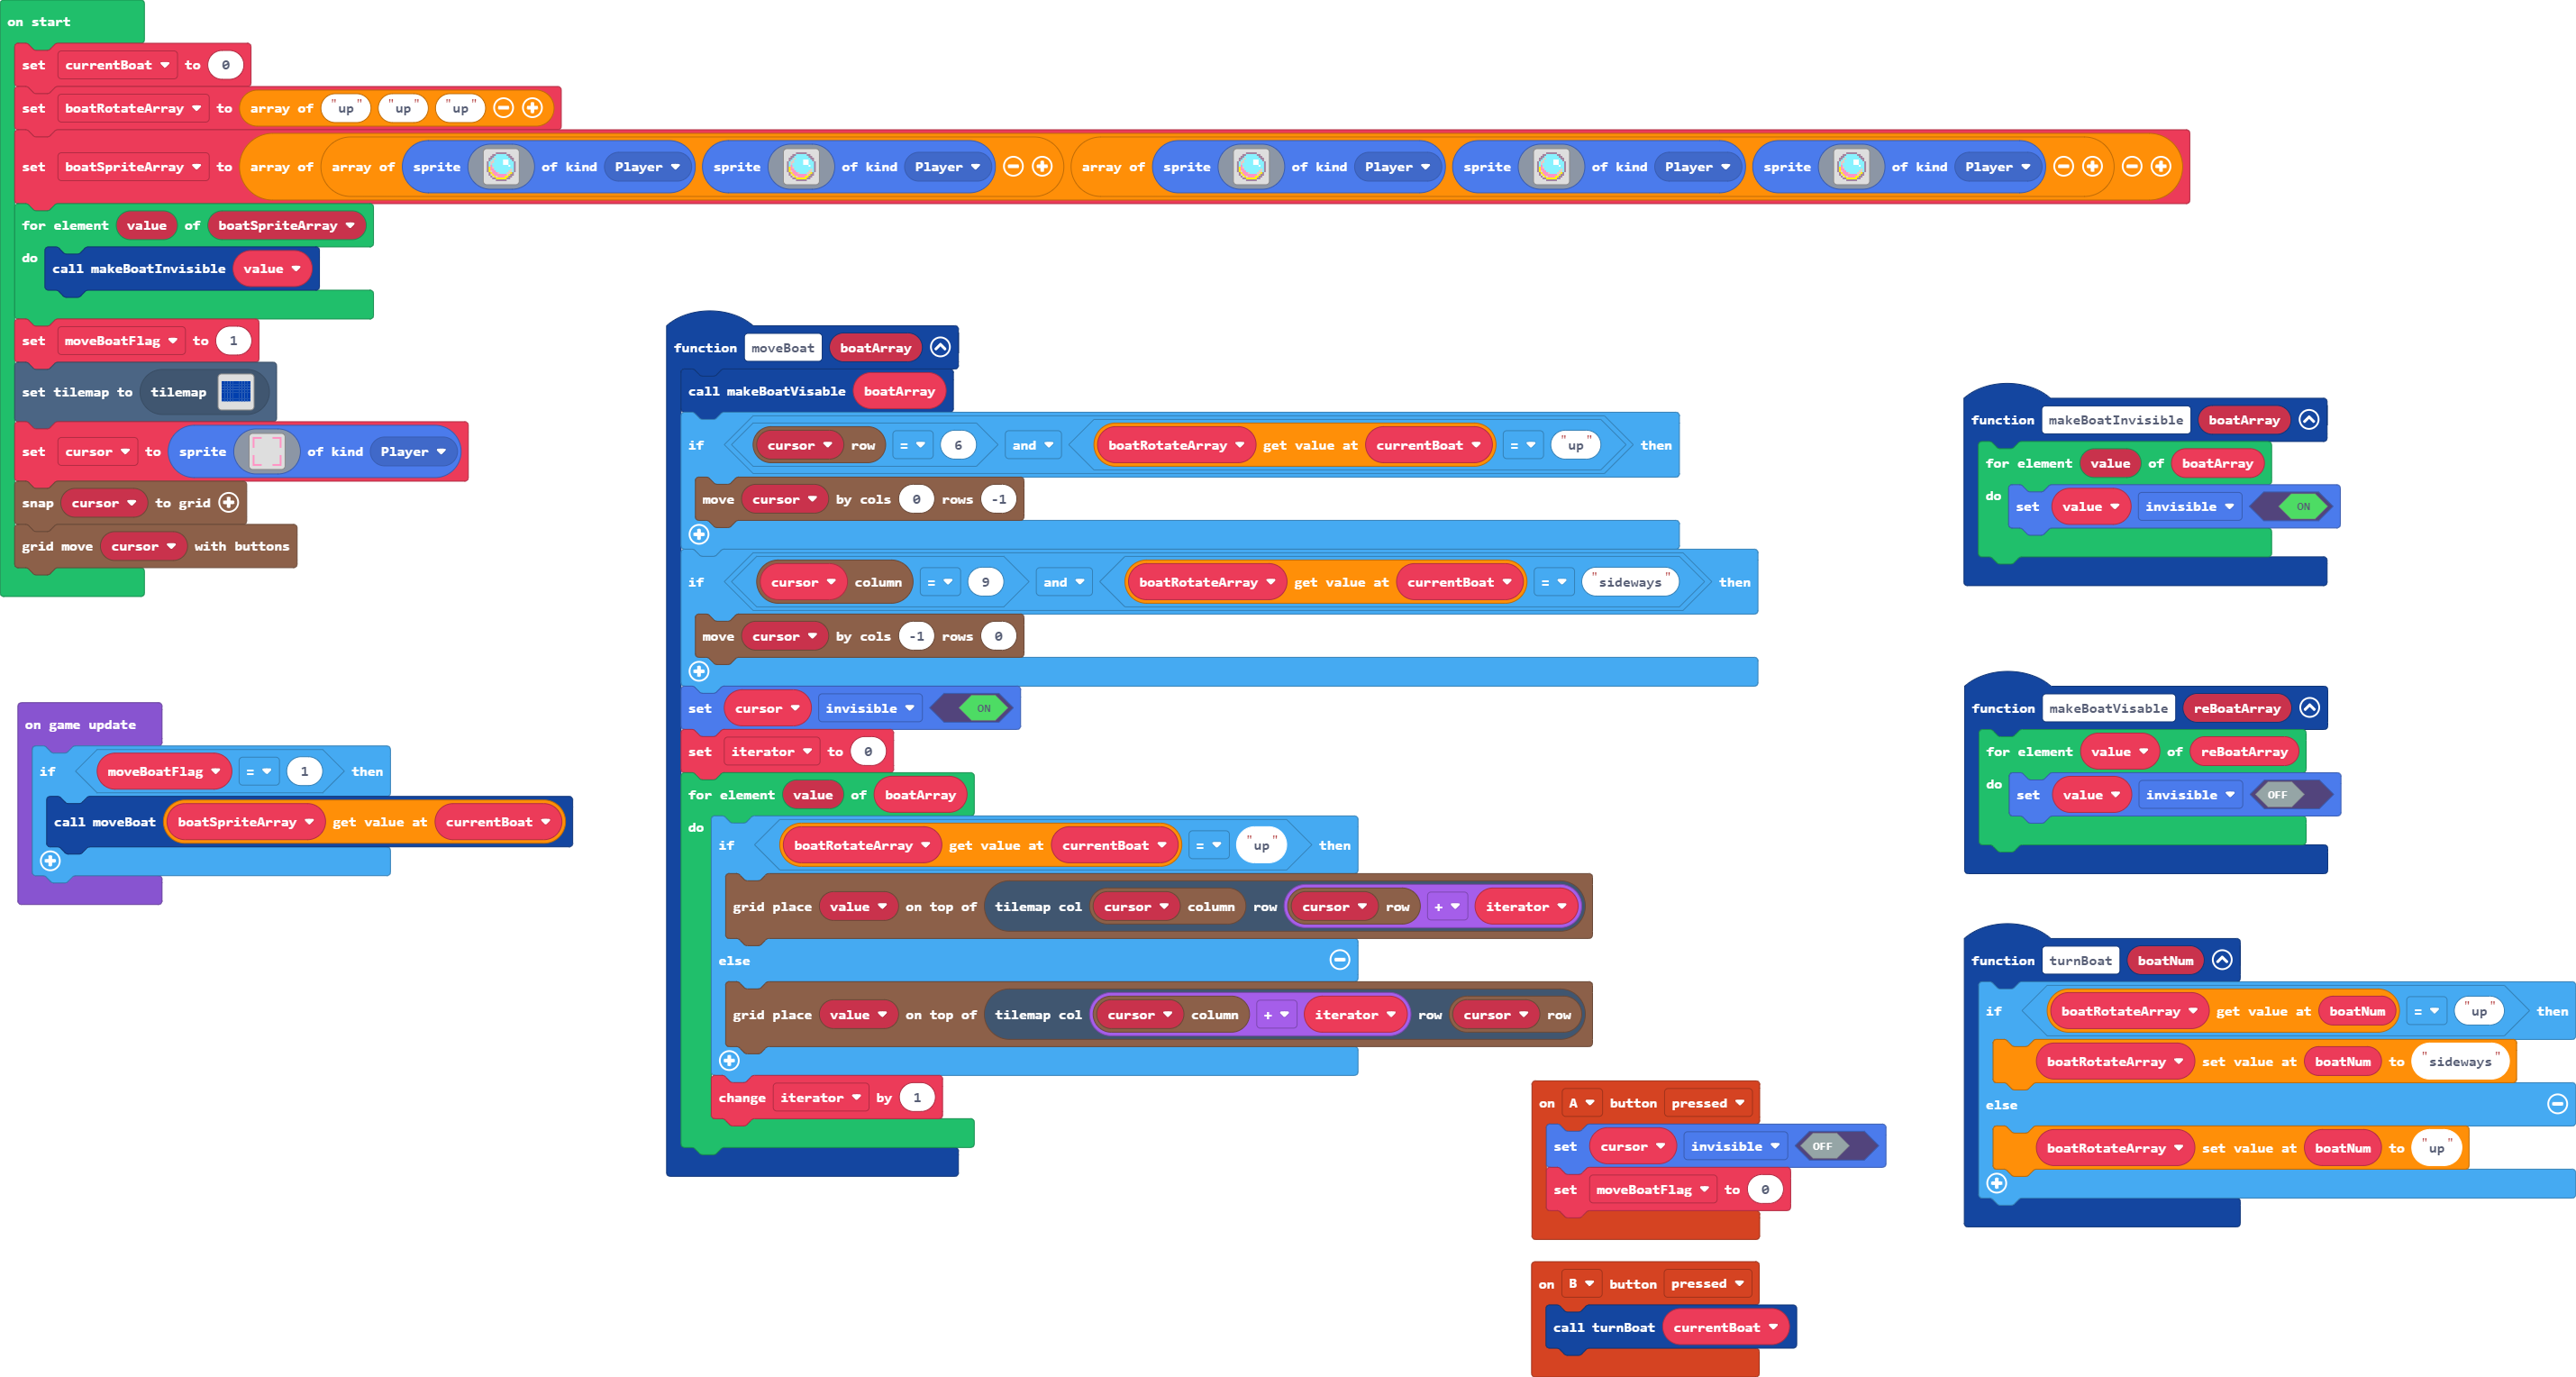 on start
set currentBoat to 0
set boatRotateArray to array of "up" "up" "up"
set boatSpriteArray to array of array of sprite of kind Player sprite of kind Player array of sprite of kind Player sprite of kind Player sprite of kind Player
for element value of boatSpriteArray
do call makeBoatInvisible value
set moveBoatFlag to 1
set tilemap to tilemap
set cursor to sprite of kind Player
snap cursor to grid
grid move cursor with buttons
on game update
if moveBoatFlag = 1 then
call moveBoat boatSpriteArray get value at currentBoat
function moveBoat boatArray
call makeBoatVisable boatArray
if cursor row = 6 and boatRotateArray get value at currentBoat = "up" then
move cursor by cols 0 rows -1
if cursor column = 9 and boatRotateArray get value at currentBoat = "sideways" then
move cursor by cols -1 rows 0
set cursor invisible ON
set iterator to 0
for element value of boatArray
do
if boatRotateArray get value at currentBoat = "up" then
grid place value on top of tilemap col cursor column row cursor row + iterator
else
grid place value on top of tilemap col cursor column + iterator row cursor row
change iterator by 1
on A button pressed
set cursor invisible OFF
set moveBoatFlag to 0
on B button pressed
call turnBoat currentBoat
function makeBoatInvisible boatArray
for element value of boatArray
do set value invisible ON
function makeBoatVisable reBoatArray
for element value of reBoatArray
do set value invisible OFF
function turnBoat boatNum
if boatRotateArray get value at boatNum = "up" then
boatRotateArray set value at boatNum to "sideways"
else
boatRotateArray set value at boatNum to "up"